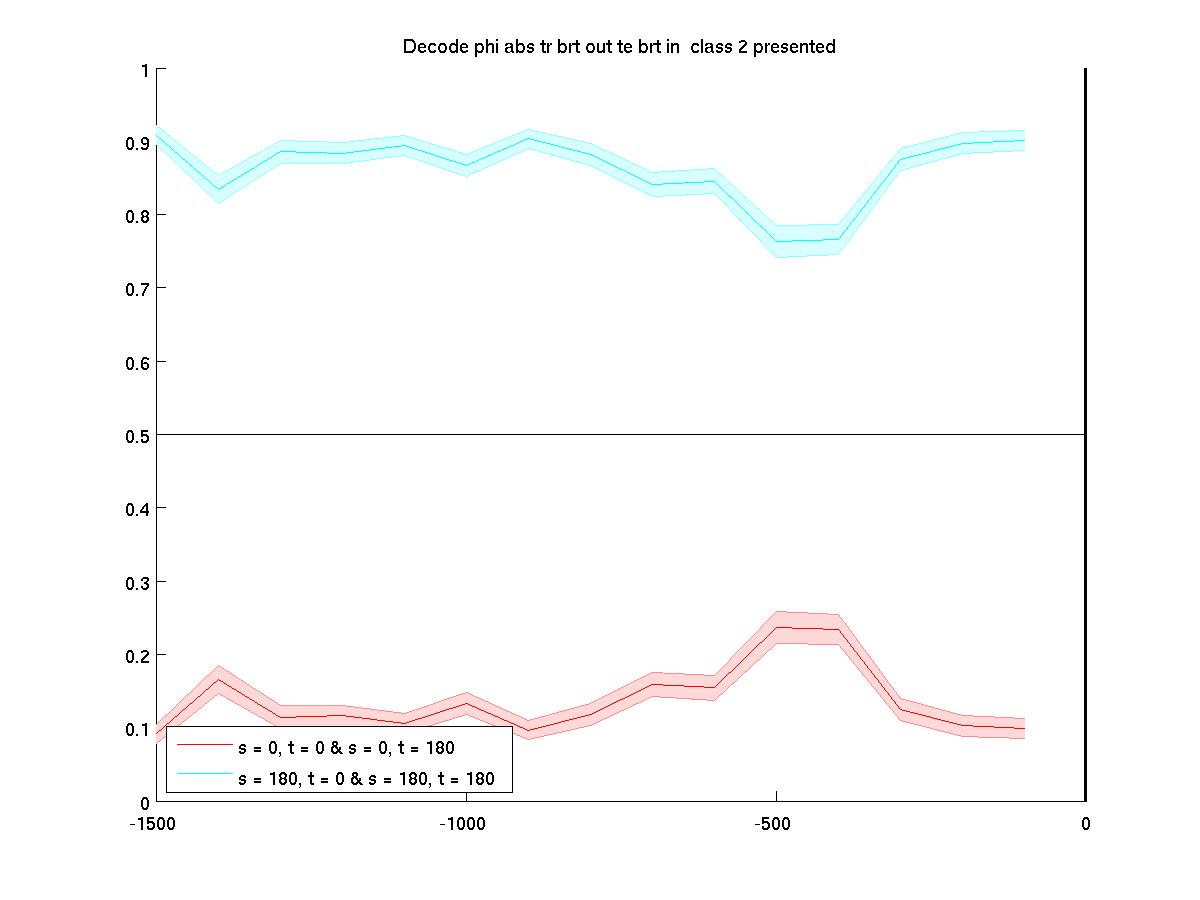 Decode phi abs tr brt out te brt in  class 2 presented
1
0.9
0.8
0.7
0.6
0.5
0.4
0.3
0.2
0.1
0
s = 0, t = 0 & s = 0, t = 180
s = 180, t = 0 & s = 180, t = 180
-1500 -1000 -500 0